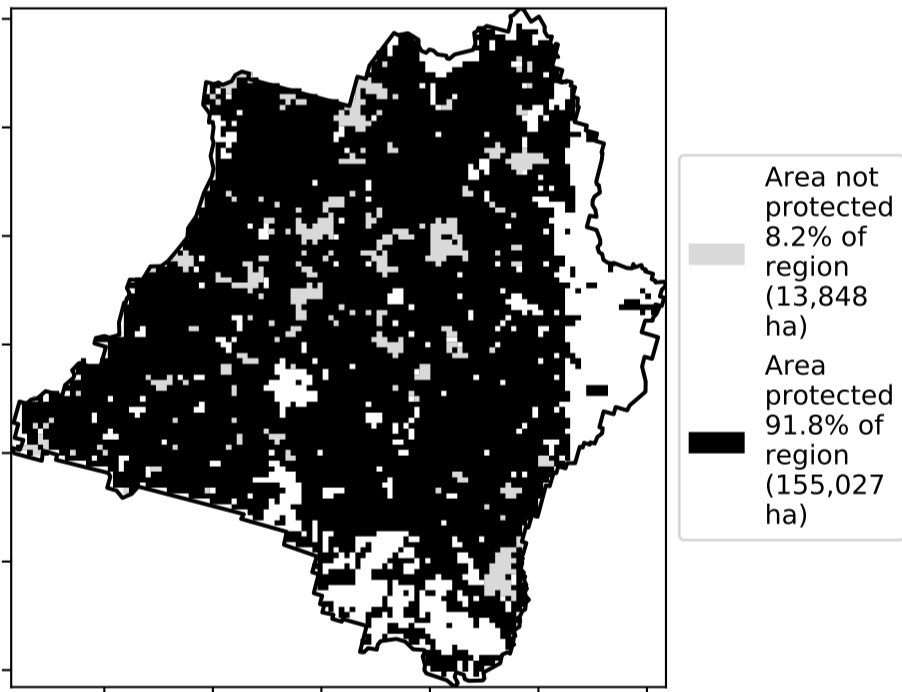 Area not
protected
8.2% of
region
(13,848
ha)
Area
protected
91.8% of
region
(155,027
ha)